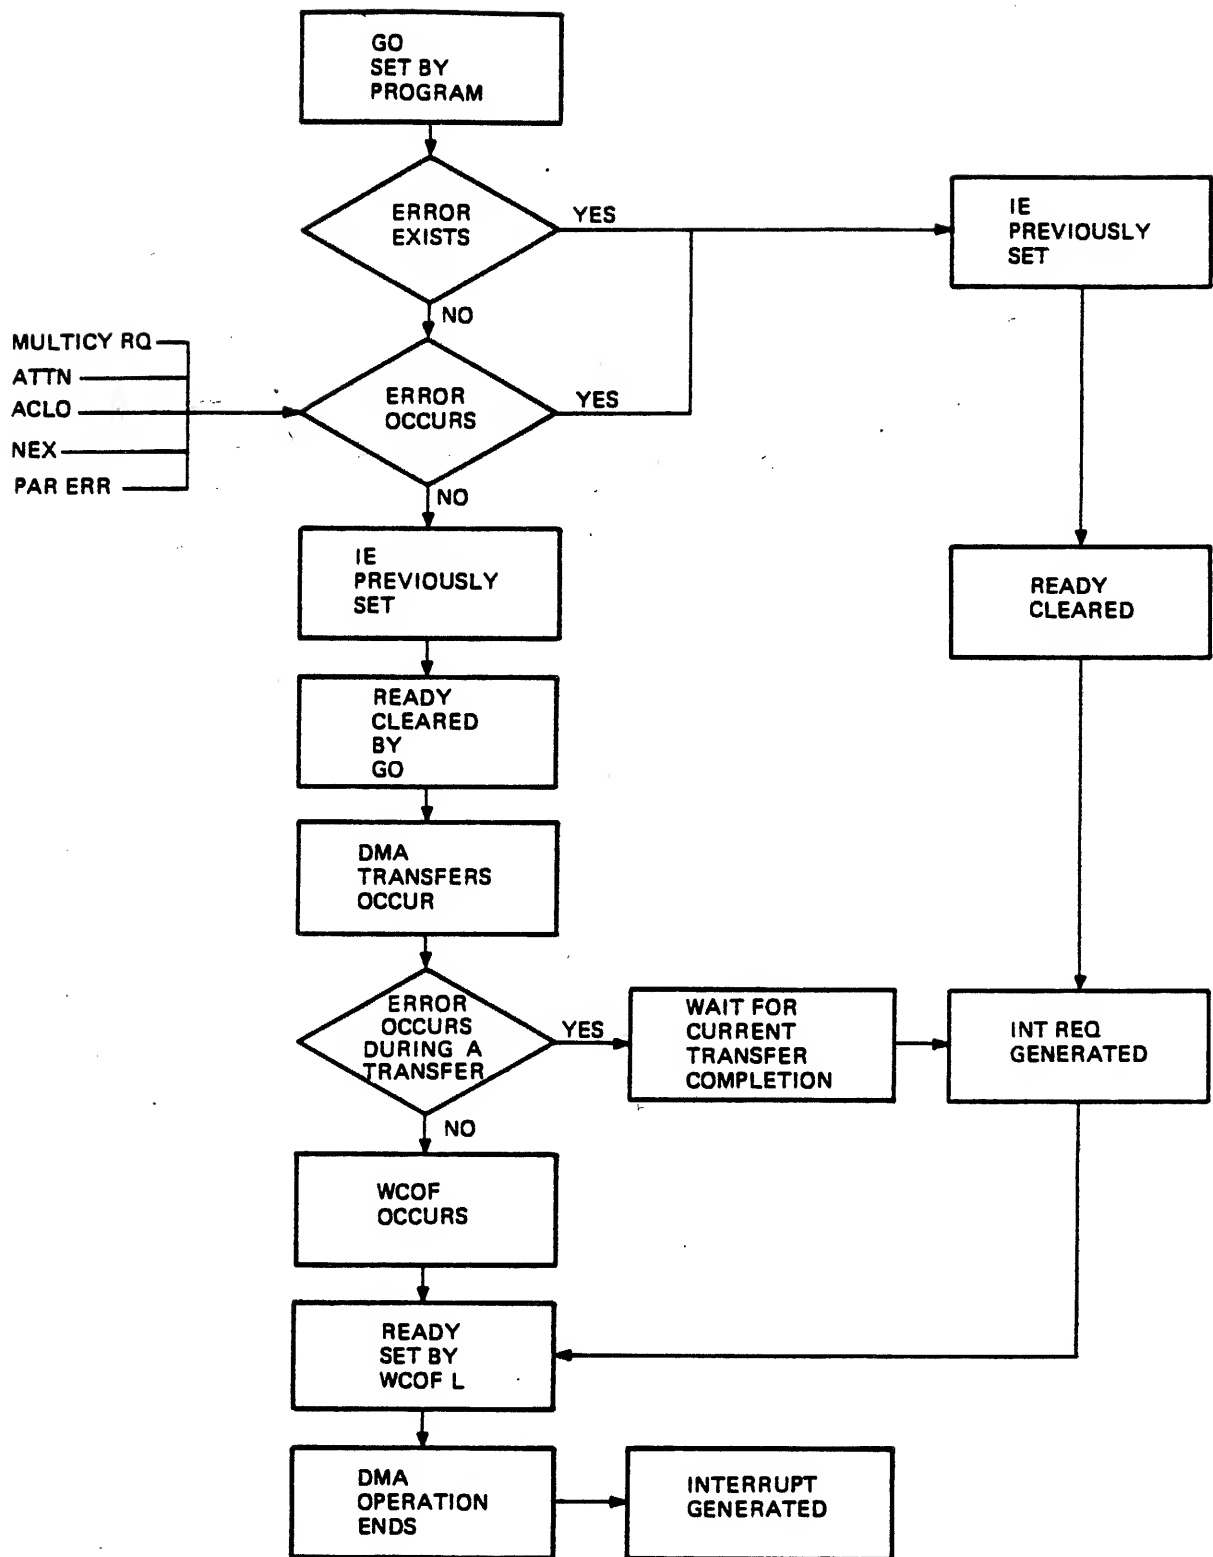 GO
SET BY
PROGRAM
ERROR
EXISTS
YES
IE
PREVIOUSLY
SET
NO
MULTICY RQ
ATTN
ACLO
NEX
PAR ERR
ERROR
OCCURS
YES
NO
IE
PREVIOUSLY
SET
READY
CLEARED
READY
CLEARED
BY
GO
DMA
TRANSFERS
OCCUR
ERROR
OCCURS
DURING A
TRANSFER
YES
WAIT FOR
CURRENT
TRANSFER
COMPLETION
INT REQ
GENERATED
NO
WCOF
OCCURS
READY
SET BY
WCOF L
DMA
OPERATION
ENDS
INTERRUPT
GENERATED